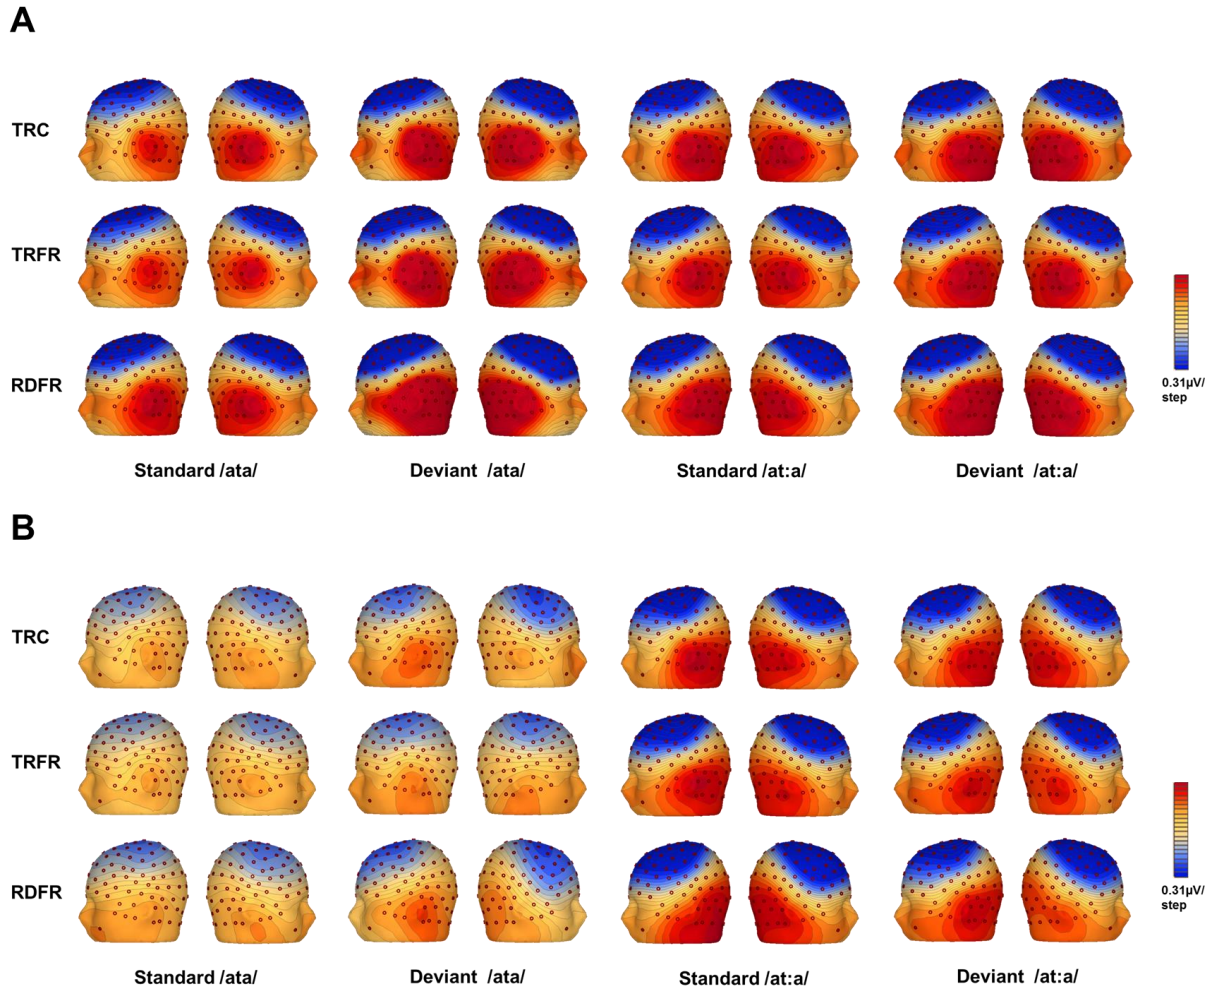 A
TRC
TRFR
RDFR
0.31µV/
step
Standard /ata/
Deviant /ata/
Standard /at:a/
Deviant /at:a/
B
TRC
TRFR
RDFR
0.31µV/
step
Standard /ata/
Deviant /ata/
Standard /at:a/
Deviant /at:a/